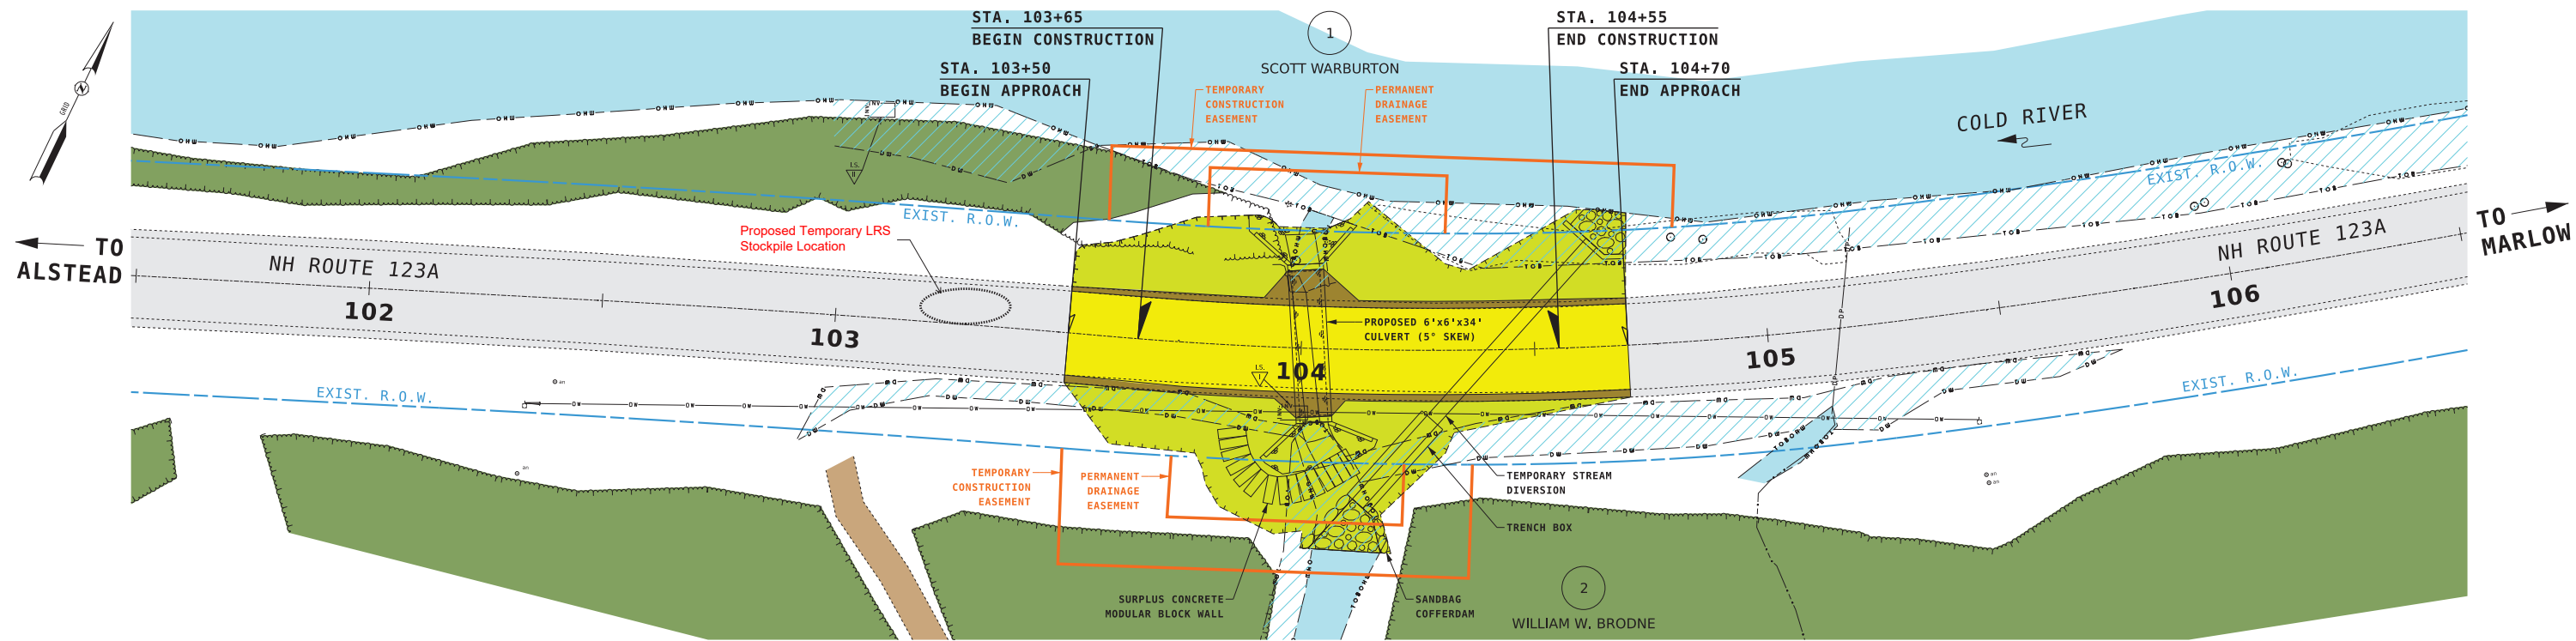 STA. 103+65
BEGIN CONSTRUCTION
STA. 103+50
BEGIN APPROACH
1
SCOTT WARBURTON
STA. 104+55
END CONSTRUCTION
STA. 104+70
END APPROACH
TEMPORARY
CONSTRUCTION
EASEMENT
PERMANENT
DRAINAGE
EASEMENT
GRID
N
COLD RIVER
EXIST. R.O.W.
EXIST. R.O.W.
Proposed Temporary LRS
Stockpile Location
TO
ALSTEAD
TO
MARLOW
NH ROUTE 123A
NH ROUTE 123A
102
103
104
105
106
PROPOSED 6'x6'x34'
CULVERT (5° SKEW)
EXIST. R.O.W.
EXIST. R.O.W.
TEMPORARY
CONSTRUCTION
EASEMENT
PERMANENT
DRAINAGE
EASEMENT
TEMPORARY STREAM
DIVERSION
TRENCH BOX
SURPLUS CONCRETE
MODULAR BLOCK WALL
SANDBAG
COFFERDAM
2
WILLIAM W. BRODNE